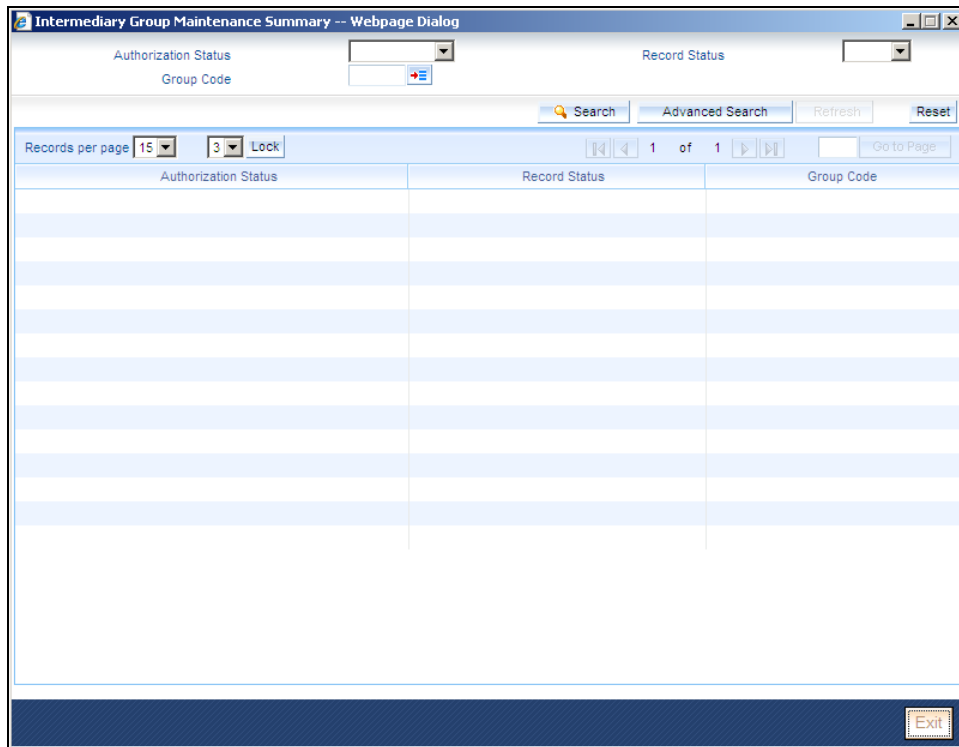 Intermediary Group Maintenance Summary -- Webpage Dialog
Authorization Status
Record Status
Group Code
Search
Advanced Search
Refresh
Reset
Records per page 15 3 Lock 1 of 1 Go to Page
Authorization Status Record Status Group Code
Exit